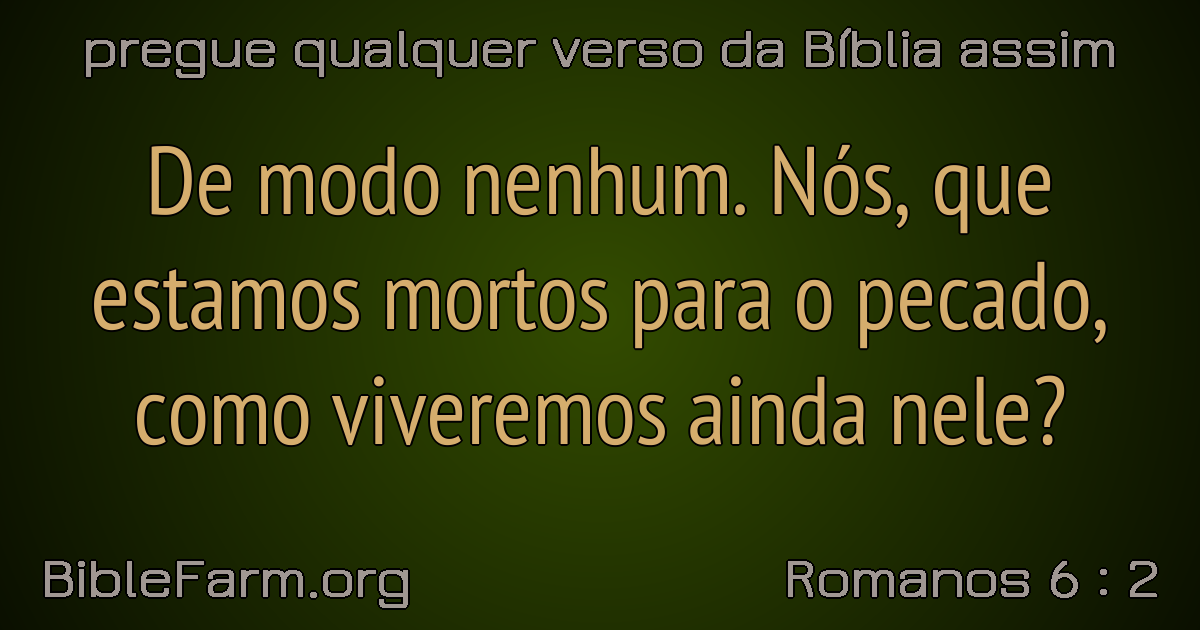 pregue qualquer verso da Bíblia assim
De modo nenhum. Nós, que
estamos mortos para o pecado,
como viveremos ainda nele?
BibleFarm.org
Romanos 6 : 2